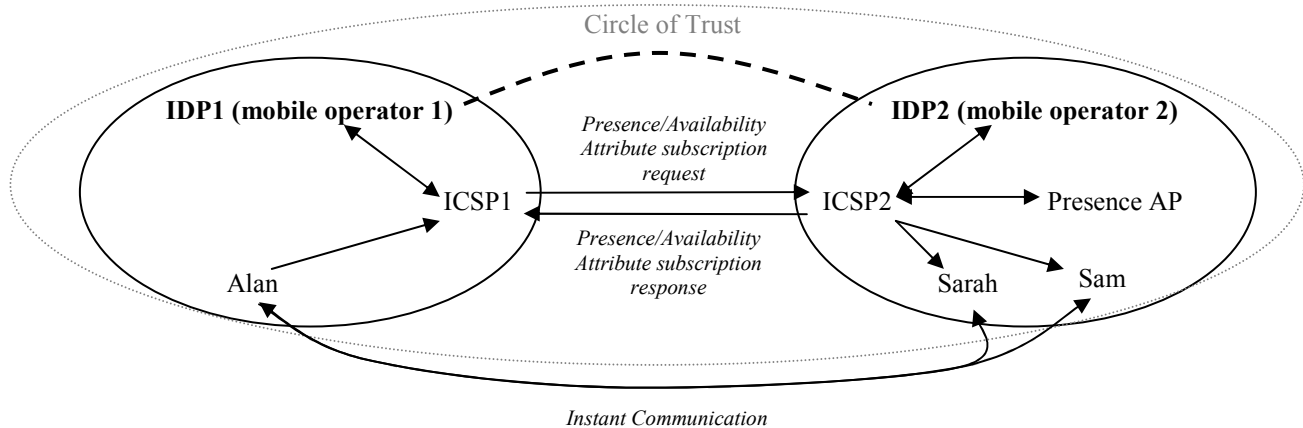 Circle of Trust
IDP1 (mobile operator 1)
IDP2 (mobile operator 2)
Presence/Availability
Attribute subscription
request
ICSP1
ICSP2
Presence AP
Presence/Availability
Attribute subscription
response
Alan
Sarah
Sam
Instant Communication